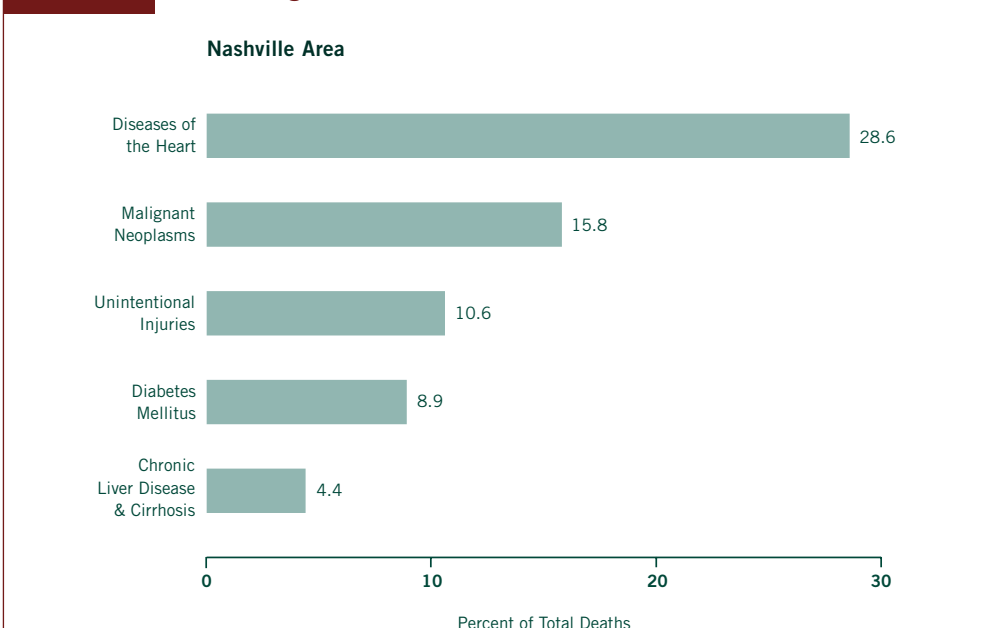 Nashville Area
Diseases of
the Heart
28.6
Malignant
Neoplasms
15.8
Unintentional
Injuries
10.6
Diabetes
Mellitus
8.9
Chronic
Liver Disease
& Cirrhosis
4.4
0 10 20 30
Percent of Total Deaths